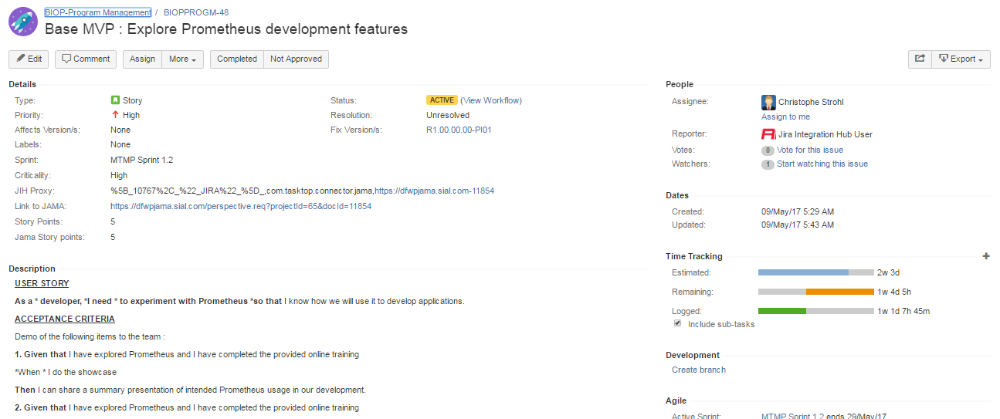 BIOP-Program Management / BIOPPROGM-48
Base MVP : Explore Prometheus development features
Edit Comment Assign More Completed Not Approved Export
Details
Type: Story Status: ACTIVE (View Workflow)
Priority: High Resolution: Unresolved
Affects Version/s: None Fix Version/s: R1.00.00.00-PI01
Labels: None
Sprint: MTMP Sprint 1.2
Criticality: High
JIH Proxy: %5B_10767%2C_%22_JIRA%22_%5D_,com.tasktop.connector.jama,https://dfwpjama.sial.com-11854
Link to JAMA: https://dfwpjama.sial.com/perspective.req?projectId=65&docId=11854
Story Points: 5
Jama Story points: 5
Description
USER STORY
As a * developer, *I need * to experiment with Prometheus *so that I know how we will use it to develop applications.
ACCEPTANCE CRITERIA
Demo of the following items to the team :
1. Given that I have explored Prometheus and I have completed the provided online training
*When * I do the showcase
Then I can share a summary presentation of intended Prometheus usage in our development.
2. Given that I have explored Prometheus and I have completed the provided online training
People
Assignee: Christophe Strohl
Assign to me
Reporter: Jira Integration Hub User
Votes: 0 Vote for this issue
Watchers: 1 Start watching this issue
Dates
Created: 09/May/17 5:29 AM
Updated: 09/May/17 5:43 AM
Time Tracking
Estimated: 2w 3d
Remaining: 1w 4d 5h
Logged: 1w 1d 7h 45m
Include sub-tasks
Development
Create branch
Agile
Active Sprint: MTMP Sprint 1.2 ends 29/May/17